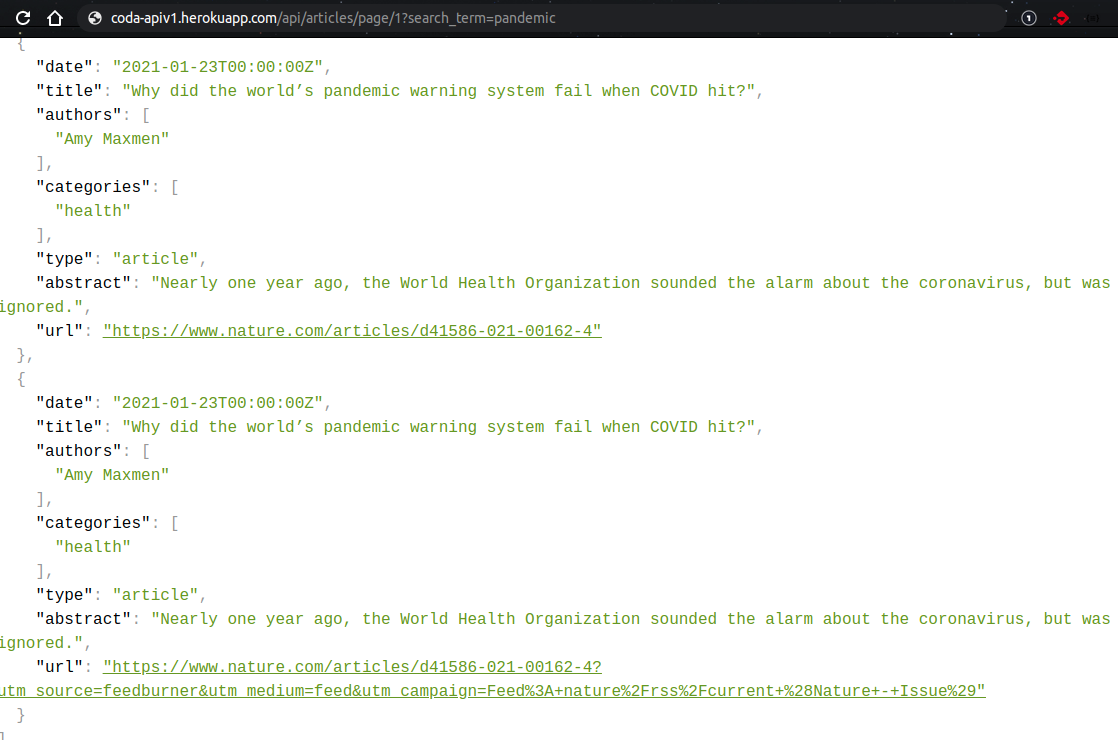 coda-apiv1.herokuapp.com/api/articles/page/1?search_term=pandemic
{
"date": "2021-01-23T00:00:00Z",
"title": "Why did the world’s pandemic warning system fail when COVID hit?",
"authors": [
"Amy Maxmen"
],
"categories": [
"health"
],
"type": "article",
"abstract": "Nearly one year ago, the World Health Organization sounded the alarm about the coronavirus, but was
ignored.",
"url": "https://www.nature.com/articles/d41586-021-00162-4"
},
{
"date": "2021-01-23T00:00:00Z",
"title": "Why did the world’s pandemic warning system fail when COVID hit?",
"authors": [
"Amy Maxmen"
],
"categories": [
"health"
],
"type": "article",
"abstract": "Nearly one year ago, the World Health Organization sounded the alarm about the coronavirus, but was
ignored.",
"url": "https://www.nature.com/articles/d41586-021-00162-4?
utm_source=feedburner&utm_medium=feed&utm_campaign=Feed%3A+nature%2Frss%2Fcurrent+%28Nature+-+Issue%29"
}
]